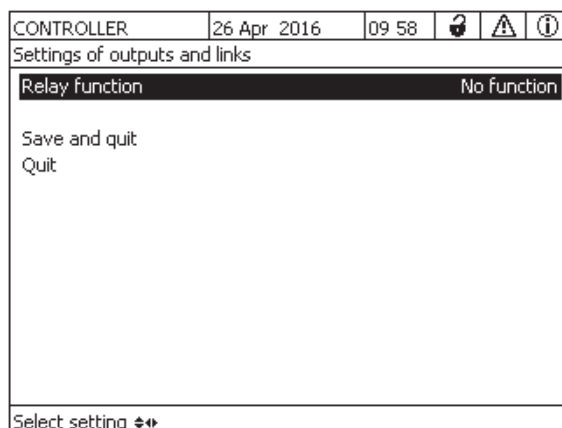 CONTROLLER 26 Apr 2016 09 58
Settings of outputs and links
Relay function No function
Save and quit
Quit
Select setting